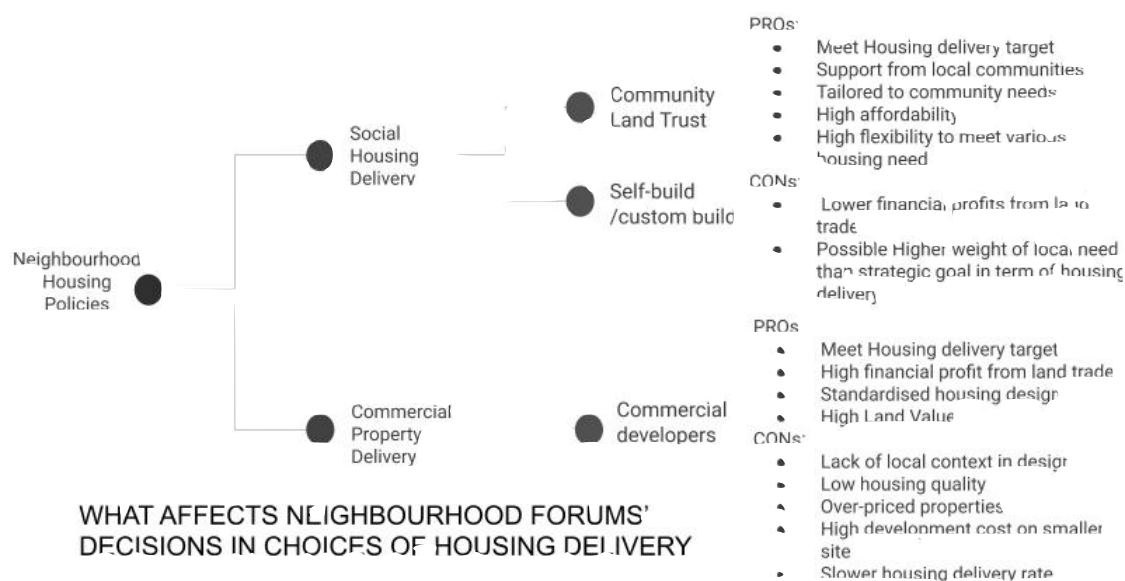 Neighbourhood
Housing
Policies
Social
Housing
Delivery
Community
Land Trust
Self-build
/custom build
PROs:
Meet Housing delivery target
Support from local communities
Tailored to community needs
High affordability
High flexibility to meet various
housing need
CONs:
Lower financial profits from land
trade
Possible Higher weight of local need
than strategic goal in term of housing
delivery
Commercial
Property
Delivery
Commercial
developers
PROs
Meet Housing delivery target
High financial profit from land trade
Standardised housing design
High Land Value
CONs:
Lack of local context in design
Low housing quality
Over-priced properties
High development cost on smaller
site
Slower housing delivery rate
WHAT AFFECTS NEIGHBOURHOOD FORUMS'
DECISIONS IN CHOICES OF HOUSING DELIVERY